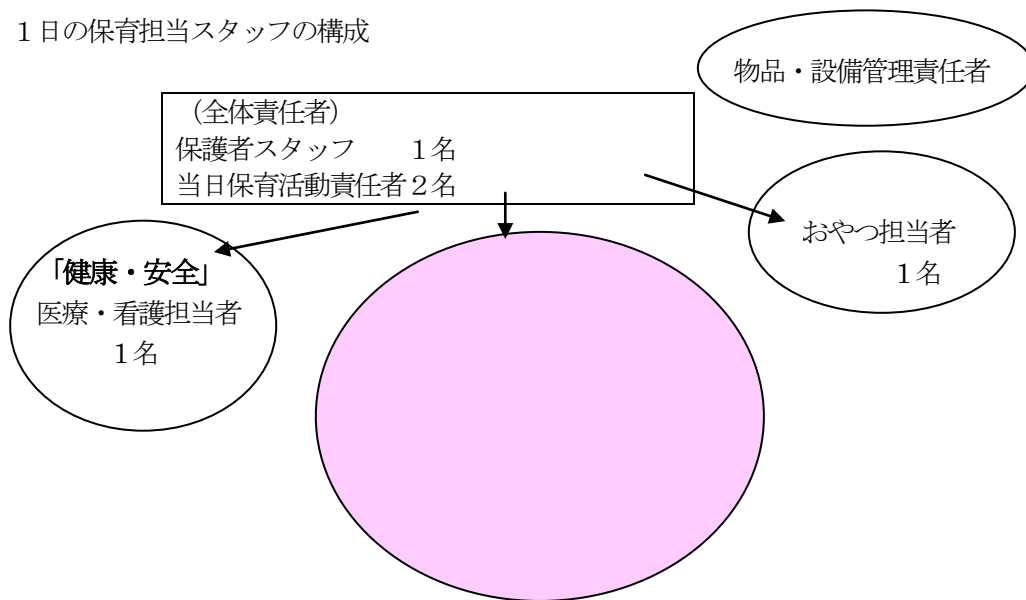 １日の保育担当スタッフの構成
物品・設備管理責任者
（全体責任者）
保護者スタッフ　　１名
当日保育活動責任者２名
おやつ担当者
１名
「健康・安全」
医療・看護担当者
１名